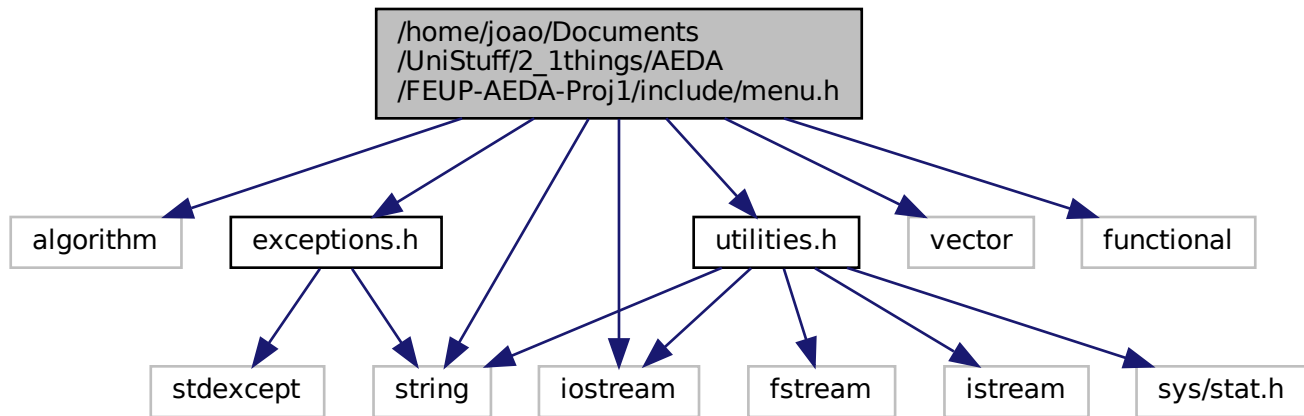 /home/joao/Documents
/UniStuff/2_1things/AEDA
/FEUP-AEDA-Proj1/include/menu.h
algorithm
exceptions.h
utilities.h
vector
functional
stdexcept
string
iostream
fstream
istream
sys/stat.h